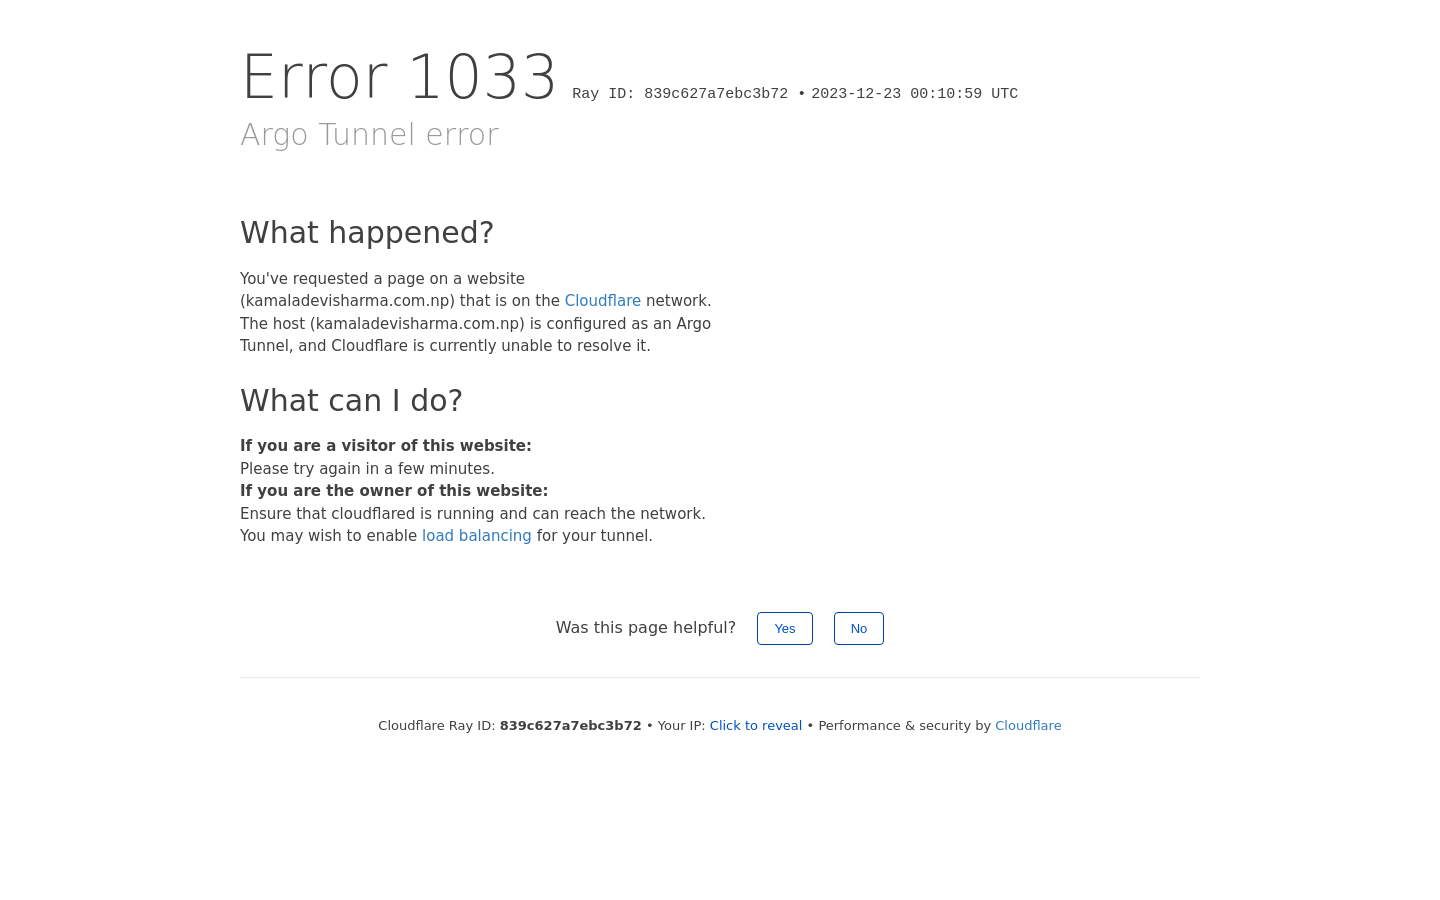 Error 1033 Ray ID: 839c627a7ebc3b72 • 2023-12-23 00:10:59 UTC
Argo Tunnel error
What happened?
You've requested a page on a website
(kamaladevisharma.com.np) that is on the Cloudflare network.
The host (kamaladevisharma.com.np) is configured as an Argo
Tunnel, and Cloudflare is currently unable to resolve it.
What can I do?
If you are a visitor of this website:
Please try again in a few minutes.
If you are the owner of this website:
Ensure that cloudflared is running and can reach the network.
You may wish to enable load balancing for your tunnel.
Was this page helpful? Yes No
Cloudflare Ray ID: 839c627a7ebc3b72 • Your IP: Click to reveal • Performance & security by Cloudflare